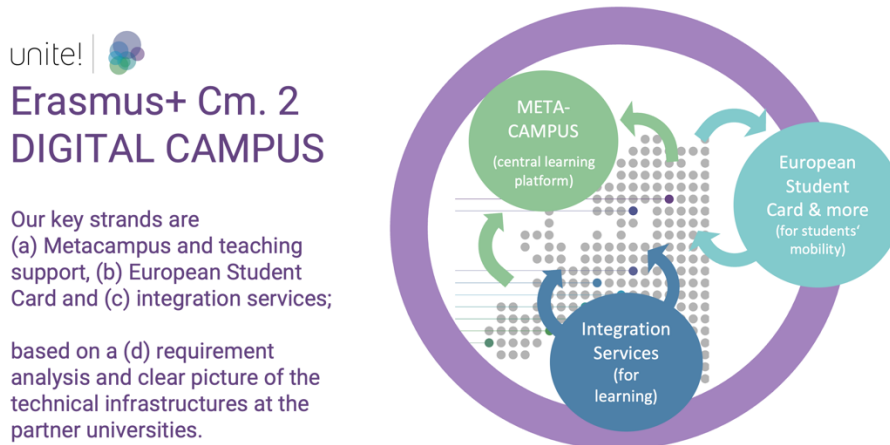 unite!
Erasmus+ Cm. 2
DIGITAL CAMPUS
Our key strands are
(a) Metacampus and teaching
support, (b) European Student
Card and (c) integration services;
based on a (d) requirement
analysis and clear picture of the
technical infrastructures at the
partner universities.
META-
CAMPUS
(central learning
platform)
European
Student
Card & more
(for students‘
mobility)
Integration
Services
(for
learning)